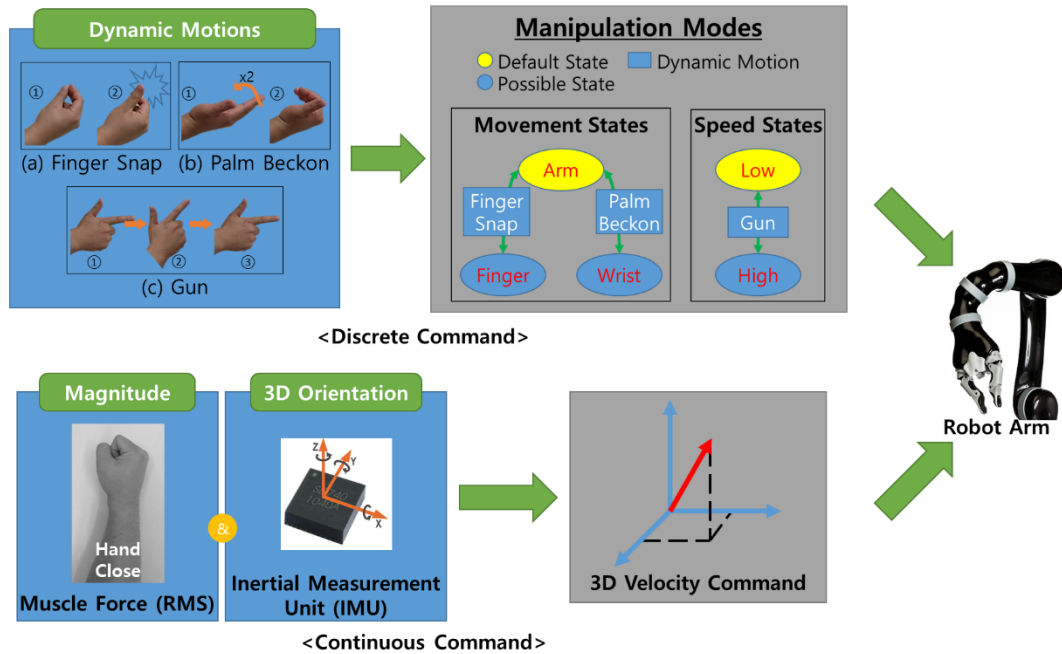 Dynamic Motions
①
②
(a) Finger Snap
x2
①
②
(b) Palm Beckon
①
②
③
(c) Gun
Manipulation Modes
Default State
Dynamic Motion
Possible State
Movement States
Arm
Finger
Snap
Palm
Beckon
Finger
Wrist
Speed States
Low
Gun
High
<Discrete Command>
Robot Arm
Magnitude
Hand
Close
Muscle Force (RMS)
&
3D Orientation
Z
Y
X
Inertial Measurement
Unit (IMU)
3D Velocity Command
<Continuous Command>